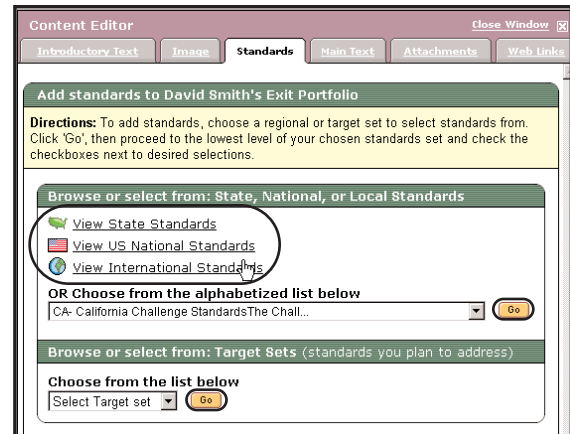 Content Editor
Close Window
Introductory Text Image Standards Main Text Attachments Web Links
Add standards to David Smith's Exit Portfolio
Directions: To add standards, choose a regional or target set to select standards from.
Click 'Go', then proceed to the lowest level of your chosen standards set and check the
checkboxes next to desired selections.
Browse or select from: State, National, or Local Standards
View State Standards
View US National Standards
View International Standards
OR Choose from the alphabetized list below
CA- California Challenge StandardsThe Chall... Go
Browse or select from: Target Sets (standards you plan to address)
Choose from the list below
Select Target set Go